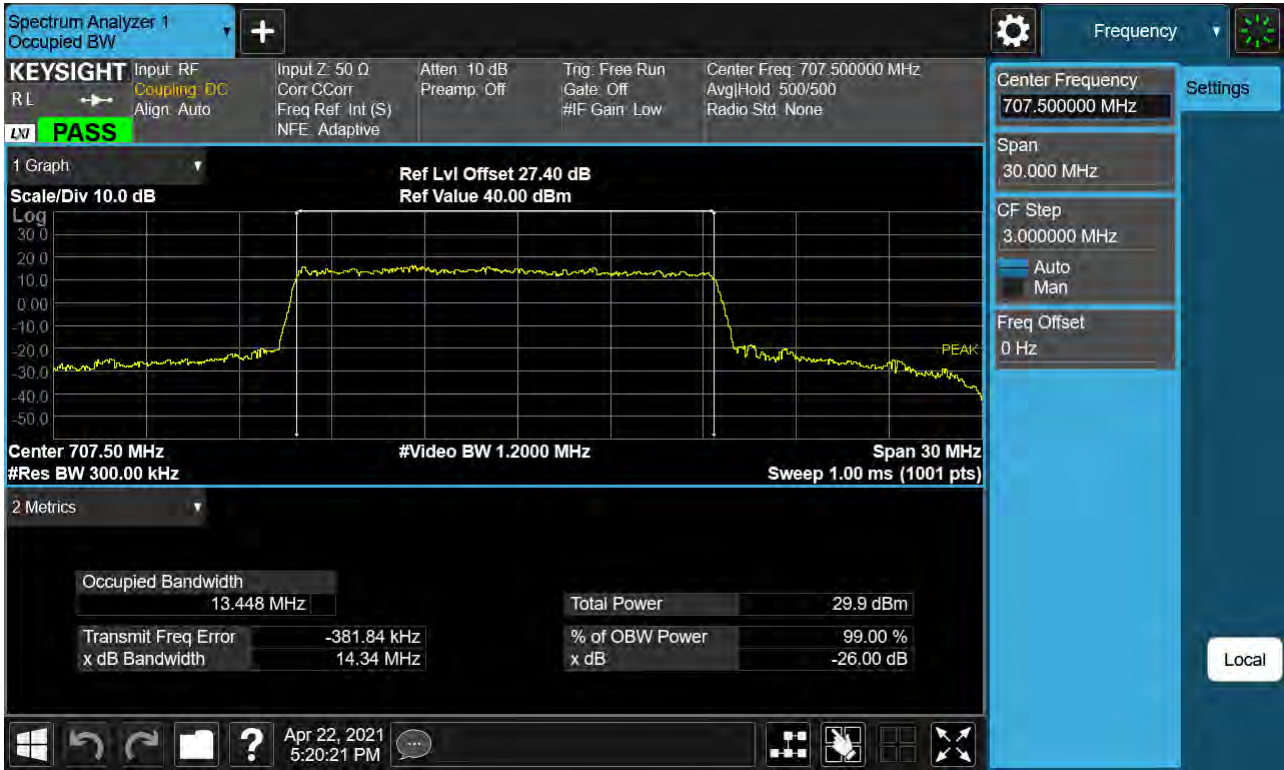 Spectrum Analyzer 1
Occupied BW
Frequency
KEYSIGHT
R L
LXI
PASS
Input: RF
Coupling: DC
Align: Auto
Input Z: 50 Ω
Corr CCorr
Freq Ref: Int (S)
NFE: Adaptive
Atten: 10 dB
Preamp: Off
Trig: Free Run
Gate: Off
#IF Gain: Low
Center Freq: 707.500000 MHz
Avg|Hold: 500/500
Radio Std: None
Center Frequency
707.500000 MHz
Settings
Span
30.000 MHz
CF Step
3.000000 MHz
Auto
Man
Freq Offset
0 Hz
Local
1 Graph
Scale/Div 10.0 dB
Ref Lvl Offset 27.40 dB
Ref Value 40.00 dBm
Log
30.0
20.0
10.0
0.00
-10.0
-20.0
-30.0
-40.0
-50.0
PEAK
Center 707.50 MHz
#Video BW 1.2000 MHz
Span 30 MHz
#Res BW 300.00 kHz
Sweep 1.00 ms (1001 pts)
2 Metrics
Occupied Bandwidth
13.448 MHz
Total Power 29.9 dBm
Transmit Freq Error -381.84 kHz
% of OBW Power 99.00 %
x dB Bandwidth 14.34 MHz
x dB -26.00 dB
?
Apr 22, 2021
5:20:21 PM